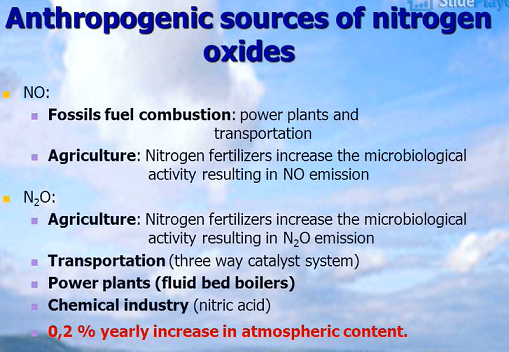 Anthropogenic sources of nitrogen
oxides
NO:
Fossils fuel combustion: power plants and
transportation
Agriculture: Nitrogen fertilizers increase the microbiological
activity resulting in NO emission
N₂O:
Agriculture: Nitrogen fertilizers increase the microbiological
activity resulting in N₂O emission
Transportation (three way catalyst system)
Power plants (fluid bed boilers)
Chemical industry (nitric acid)
0,2 % yearly increase in atmospheric content.